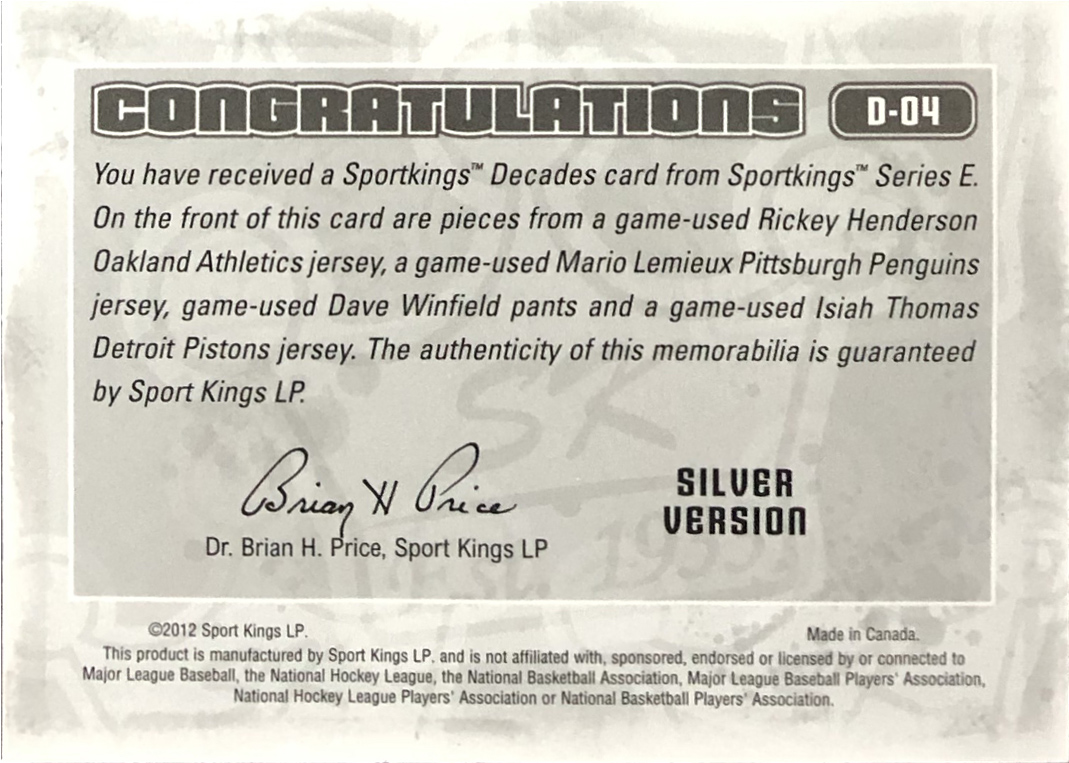 CONGRATULATIONS D-04
You have received a Sportkings™ Decades card from Sportkings™ Series E.
On the front of this card are pieces from a game-used Rickey Henderson
Oakland Athletics jersey, a game-used Mario Lemieux Pittsburgh Penguins
jersey, game-used Dave Winfield pants and a game-used Isiah Thomas
Detroit Pistons jersey. The authenticity of this memorabilia is guaranteed
by Sport Kings LP.
SK
Brian H Price
SILVER
VERSION
Dr. Brian H. Price, Sport Kings LP
Est. 1933
©2012 Sport Kings LP. Made in Canada.
This product is manufactured by Sport Kings LP. and is not affiliated with, sponsored, endorsed or licensed by or connected to
Major League Baseball, the National Hockey League, the National Basketball Association, Major League Baseball Players' Association,
National Hockey League Players' Association or National Basketball Players' Association.